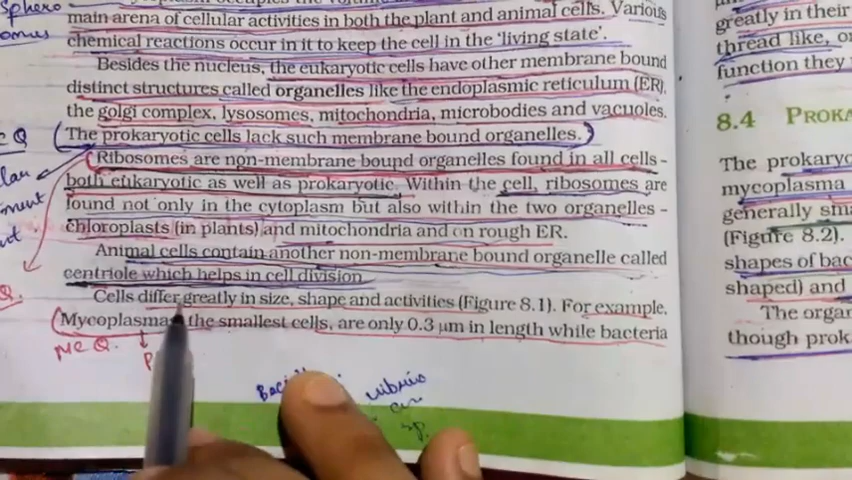 Sphero
main arena of cellular activities in both the plant and animal cells. Various
chemical reactions occur in it to keep the cell in the 'living state'.
Besides the nucleus, the eukaryotic cells have other membrane bound
distinct structures called organelles like the endoplasmic reticulum (ER),
the golgi complex, lysosomes, mitochondria, microbodies and vacuoles.
The prokaryotic cells lack such membrane bound organelles.
Ribosomes are non-membrane bound organelles found in all cells -
both eukaryotic as well as prokaryotic. Within the cell, ribosomes are
found not only in the cytoplasm but also within the two organelles -
chloroplasts (in plants) and mitochondria and on rough ER.
Animal cells contain another non-membrane bound organelle called
centriole which helps in cell division
Cells differ greatly in size, shape and activities (Figure 8.1). For example,
Mycoplasmas the smallest cells, are only 0.3 μm in length while bacteria
MCQ.
vibrio
sp.
greatly in their
thread like,
function they
8.4 PROKA
The prokaryo
mycoplasma
generally sma
(Figure 8.2).
shapes of bac
shaped) and
The organ
though prok